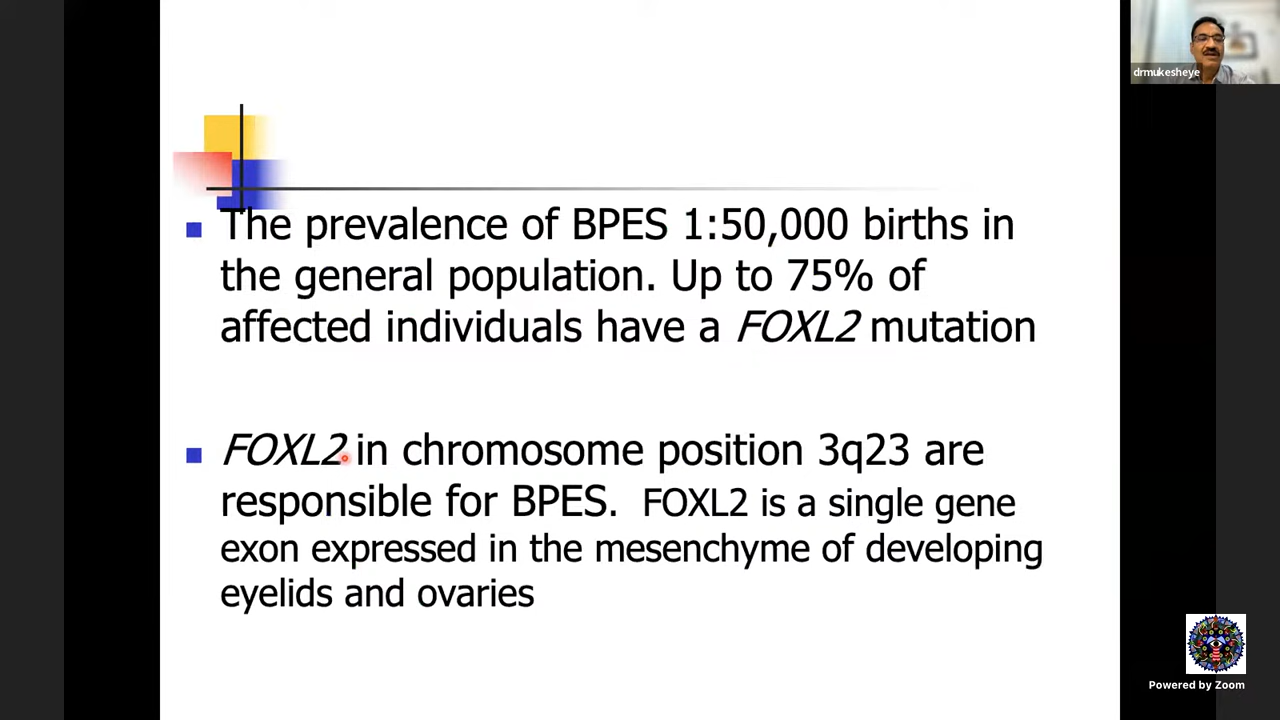 drmukesheye
The prevalence of BPES 1:50,000 births in
the general population. Up to 75% of
affected individuals have a FOXL2 mutation
FOXL2 in chromosome position 3q23 are
responsible for BPES. FOXL2 is a single gene
exon expressed in the mesenchyme of developing
eyelids and ovaries
Powered by Zoom